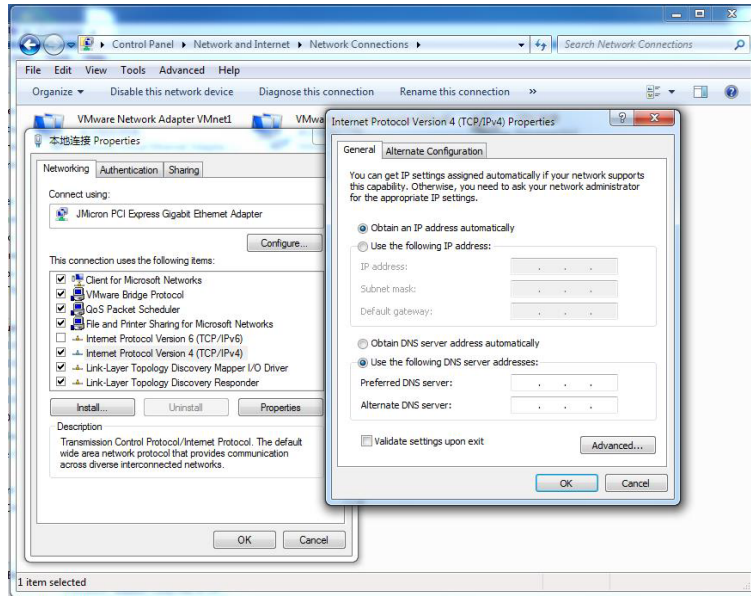 Control Panel Network and Internet Network Connections Search Network Connections
File Edit View Tools Advanced Help
Organize Disable this network device Diagnose this connection Rename this connection »
VMware Network Adapter VMnet1 VMwa
本地连接 Properties
Networking Authentication Sharing
Connect using:
JMicron PCI Express Gigabit Ethernet Adapter
Configure...
This connection uses the following items:
Client for Microsoft Networks
VMware Bridge Protocol
QoS Packet Scheduler
File and Printer Sharing for Microsoft Networks
Internet Protocol Version 6 (TCP/IPv6)
Internet Protocol Version 4 (TCP/IPv4)
Link-Layer Topology Discovery Mapper I/O Driver
Link-Layer Topology Discovery Responder
Install... Uninstall Properties
Description
Transmission Control Protocol/Internet Protocol. The default
wide area network protocol that provides communication
across diverse interconnected networks.
OK Cancel
Internet Protocol Version 4 (TCP/IPv4) Properties
General Alternate Configuration
You can get IP settings assigned automatically if your network supports
this capability. Otherwise, you need to ask your network administrator
for the appropriate IP settings.
Obtain an IP address automatically
Use the following IP address:
IP address: . . .
Subnet mask: . . .
Default gateway: . . .
Obtain DNS server address automatically
Use the following DNS server addresses:
Preferred DNS server: . . .
Alternate DNS server: . . .
Validate settings upon exit
Advanced...
OK Cancel
1 item selected